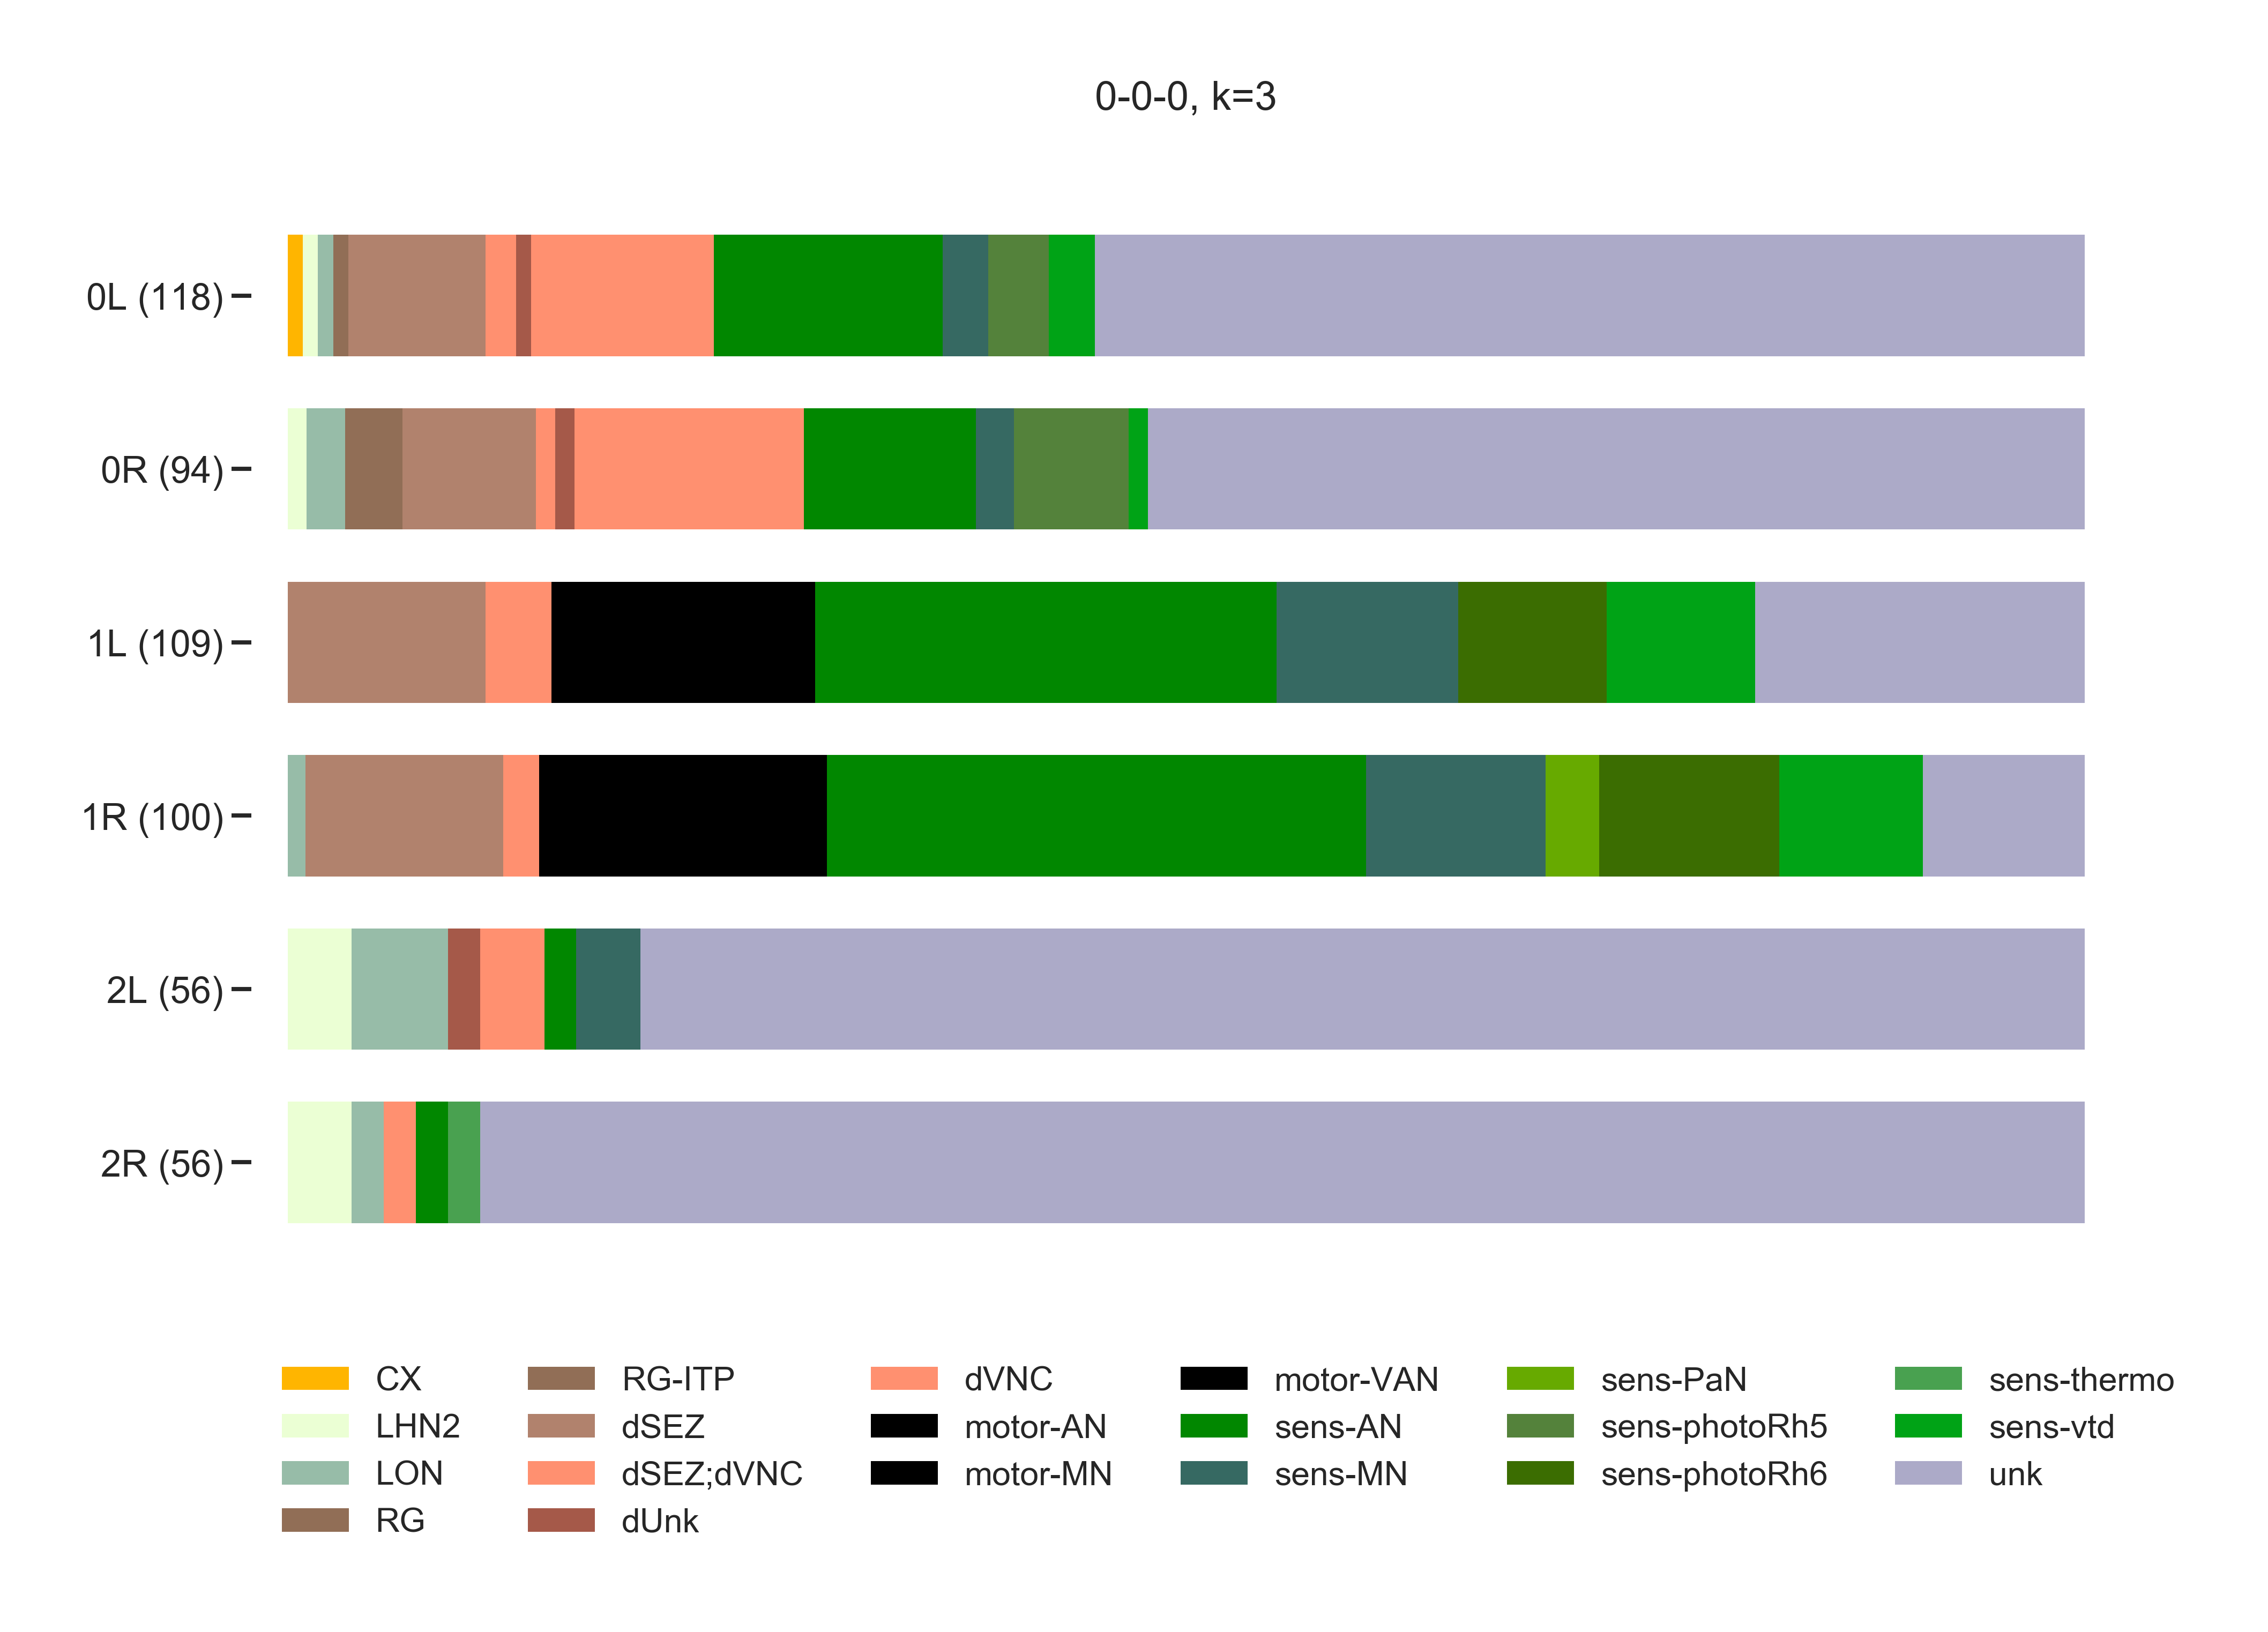 0-0-0, k=3
0L (118)
0R (94)
1L (109)
1R (100)
2L (56)
2R (56)
CX
LHN2
LON
RG
RG-ITP
dSEZ
dSEZ;dVNC
dUnk
dVNC
motor-AN
motor-MN
motor-VAN
sens-AN
sens-MN
sens-PaN
sens-photoRh5
sens-photoRh6
sens-thermo
sens-vtd
unk